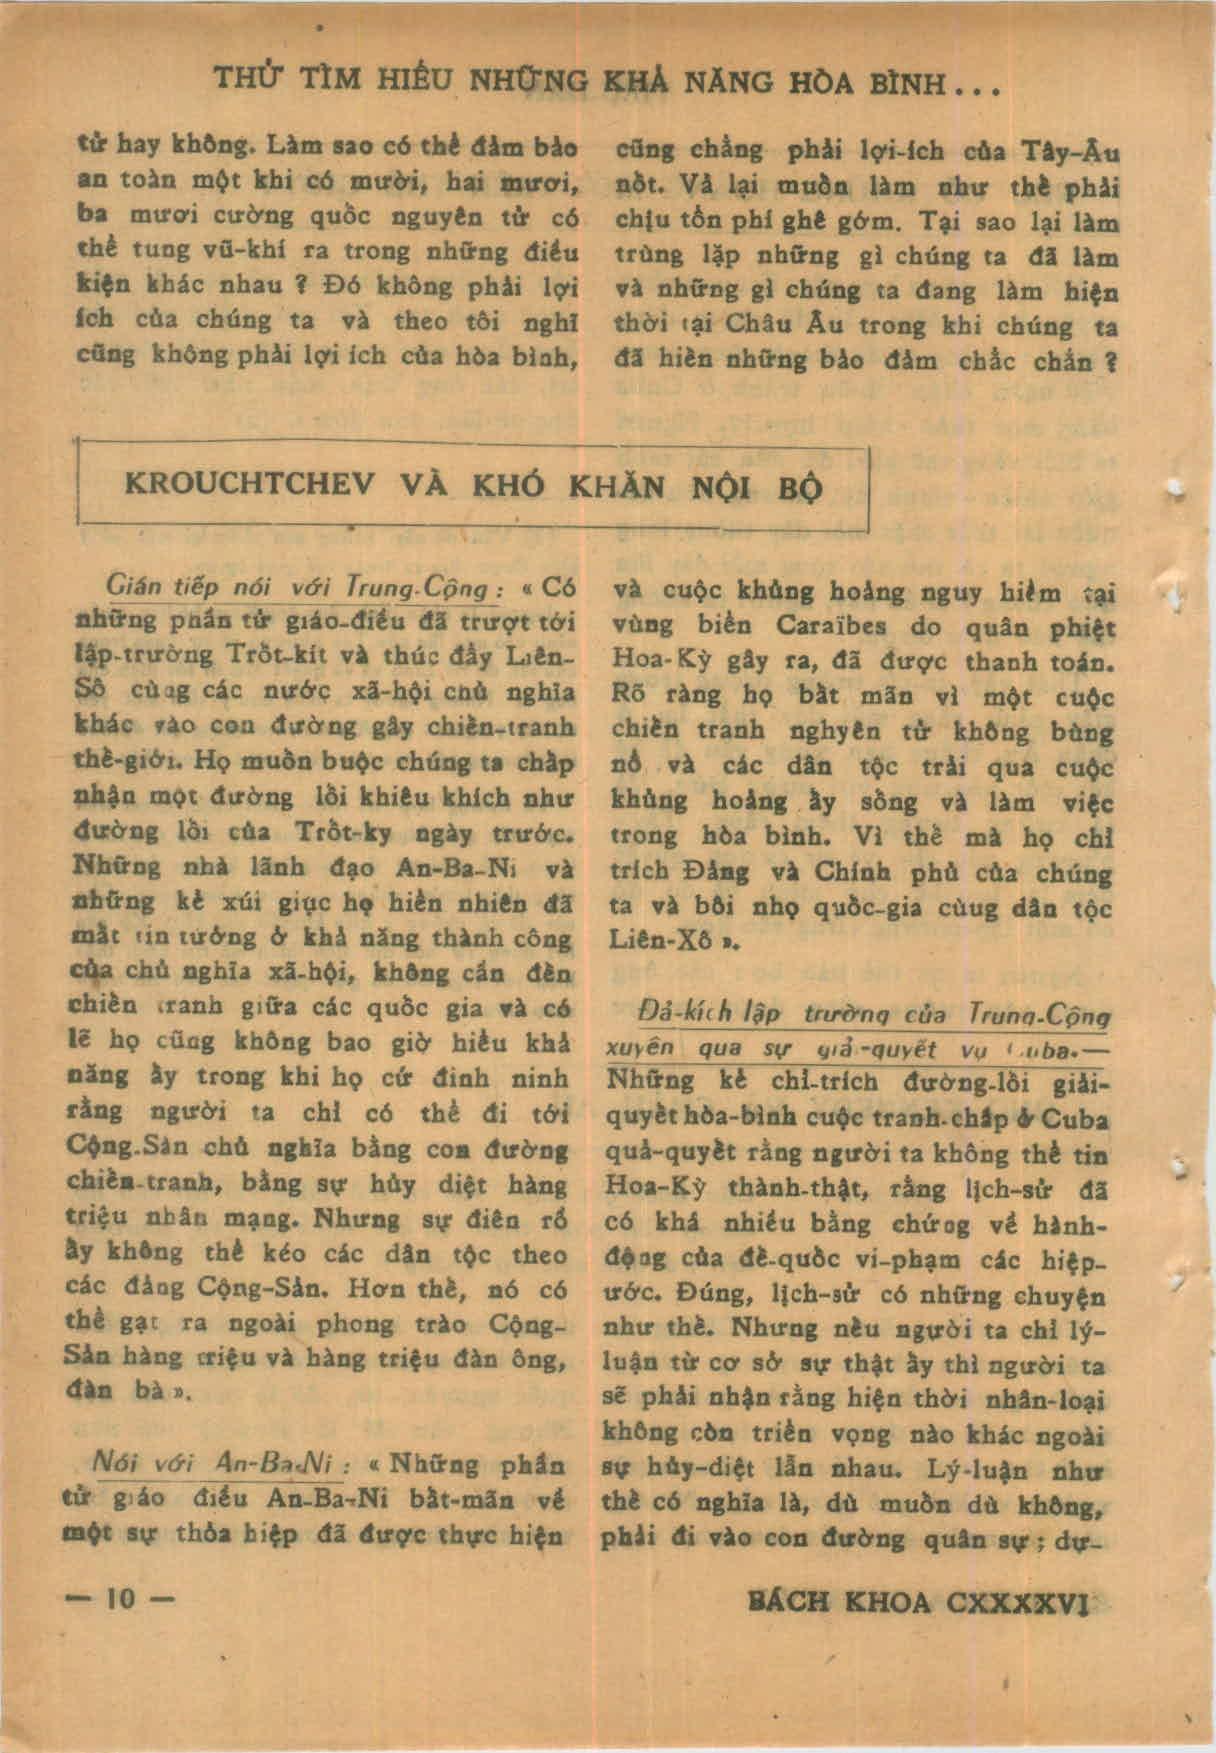 THỬ TÌM HIỂU NHỮNG KHẢ NĂNG HÒA BÌNH...
tử hay không. Làm sao có thể đảm bảo
an toàn một khi có mười, hai mươi,
ba mươi cường quốc nguyên tử có
thể tung vũ-khí ra trong những điều
kiện khác nhau ? Đó không phải lợi
ích của chúng ta và theo tôi nghĩ
cũng không phải lợi ích của hòa bình,
cũng chẳng phải lợi-ích của Tây-Âu
nốt. Vả lại muốn làm như thế phải
chịu tốn phí ghê gớm. Tại sao lại làm
trùng lặp những gì chúng ta đã làm
và những gì chúng ta đang làm hiện
thời tại Châu Âu trong khi chúng ta
đã hiến những bảo đảm chắc chắn ?
KROUCHTCHEV VÀ KHÓ KHĂN NỘI BỘ
Gián tiếp nói với Trung-Cộng : « Có
những phần tử giáo-điều đã trượt tới
lập-trường Trốt-kít và thúc đẩy Liên-
Sô cùng các nước xã-hội chủ nghĩa
khác vào con đường gây chiến-tranh
thế-giới. Họ muốn buộc chúng ta chấp
nhận một đường lối khiêu khích như
đường lối của Trốt-ky ngày trước.
Những nhà lãnh đạo An-Ba-Ni và
những kẻ xúi giục họ hiển nhiên đã
mất tin tưởng ở khả năng thành công
của chủ nghĩa xã-hội, không cần đến
chiến tranh giữa các quốc gia và có
lẽ họ cũng không bao giờ hiểu khả
năng ấy trong khi họ cứ đinh ninh
rằng người ta chỉ có thể đi tới
Cộng-Sản chủ nghĩa bằng con đường
chiến-tranh, bằng sự hủy diệt hàng
triệu nhân mạng. Nhưng sự điên rồ
ấy không thể kéo các dân tộc theo
các đảng Cộng-Sản. Hơn thế, nó có
thể gạt ra ngoài phong trào Cộng-
Sản hàng triệu và hàng triệu đàn ông,
đàn bà ».
Nói với An-Ba-Ni : « Những phần
tử giáo điều An-Ba-Ni bất-mãn về
một sự thỏa hiệp đã được thực hiện
và cuộc khủng hoảng nguy hiểm tại
vùng biển Caraïbes do quân phiệt
Hoa-Kỳ gây ra, đã được thanh toán.
Rõ ràng họ bất mãn vì một cuộc
chiến tranh nghyên tử không bùng
nổ và các dân tộc trải qua cuộc
khủng hoảng ấy sống và làm việc
trong hòa bình. Vì thế mà họ chỉ
trích Đảng và Chính phủ của chúng
ta và bôi nhọ quốc-gia cùug dân tộc
Liên-Xô ».
Đả-kích lập trường của Trung-Cộng
xuyên qua sự giả-quyết vụ Cuba.—
Những kẻ chỉ-trích đường-lối giải-
quyết hòa-bình cuộc tranh-chấp ở Cuba
quả-quyết rằng người ta không thể tin
Hoa-Kỳ thành-thật, rằng lịch-sử đã
có khá nhiều bằng chứng về hành-
động của đế-quốc vi-phạm các hiệp-
ước. Đúng, lịch-sử có những chuyện
như thế. Nhưng nếu người ta chỉ lý-
luận từ cơ sở sự thật ấy thì người ta
sẽ phải nhận rằng hiện thời nhân-loại
không còn triển vọng nào khác ngoài
sự hủy-diệt lẫn nhau. Lý-luận như
thế có nghĩa là, dù muốn dù không,
phải đi vào con đường quân sự ; dự-
— 10 —
BÁCH KHOA CXXXXVI